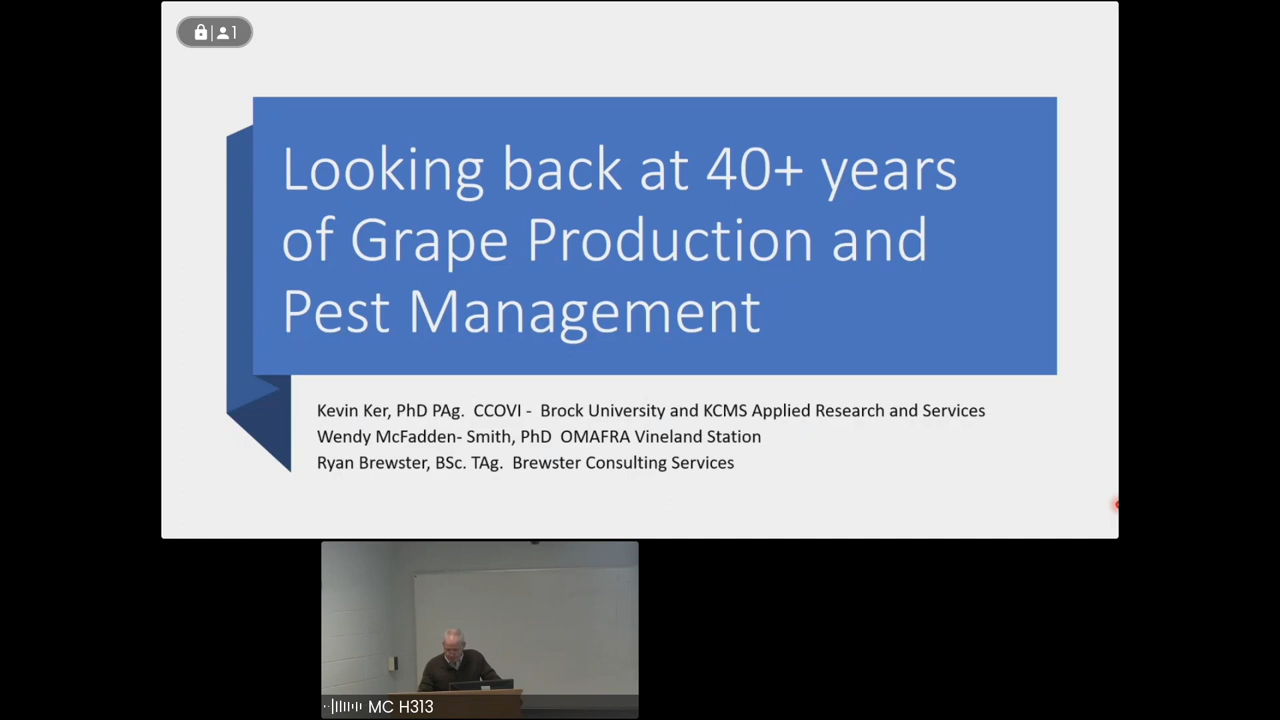 1
Looking back at 40+ years
of Grape Production and
Pest Management
Kevin Ker, PhD PAg. CCOVI - Brock University and KCMS Applied Research and Services
Wendy McFadden- Smith, PhD OMAFRA Vineland Station
Ryan Brewster, BSc. TAg. Brewster Consulting Services
MC H313